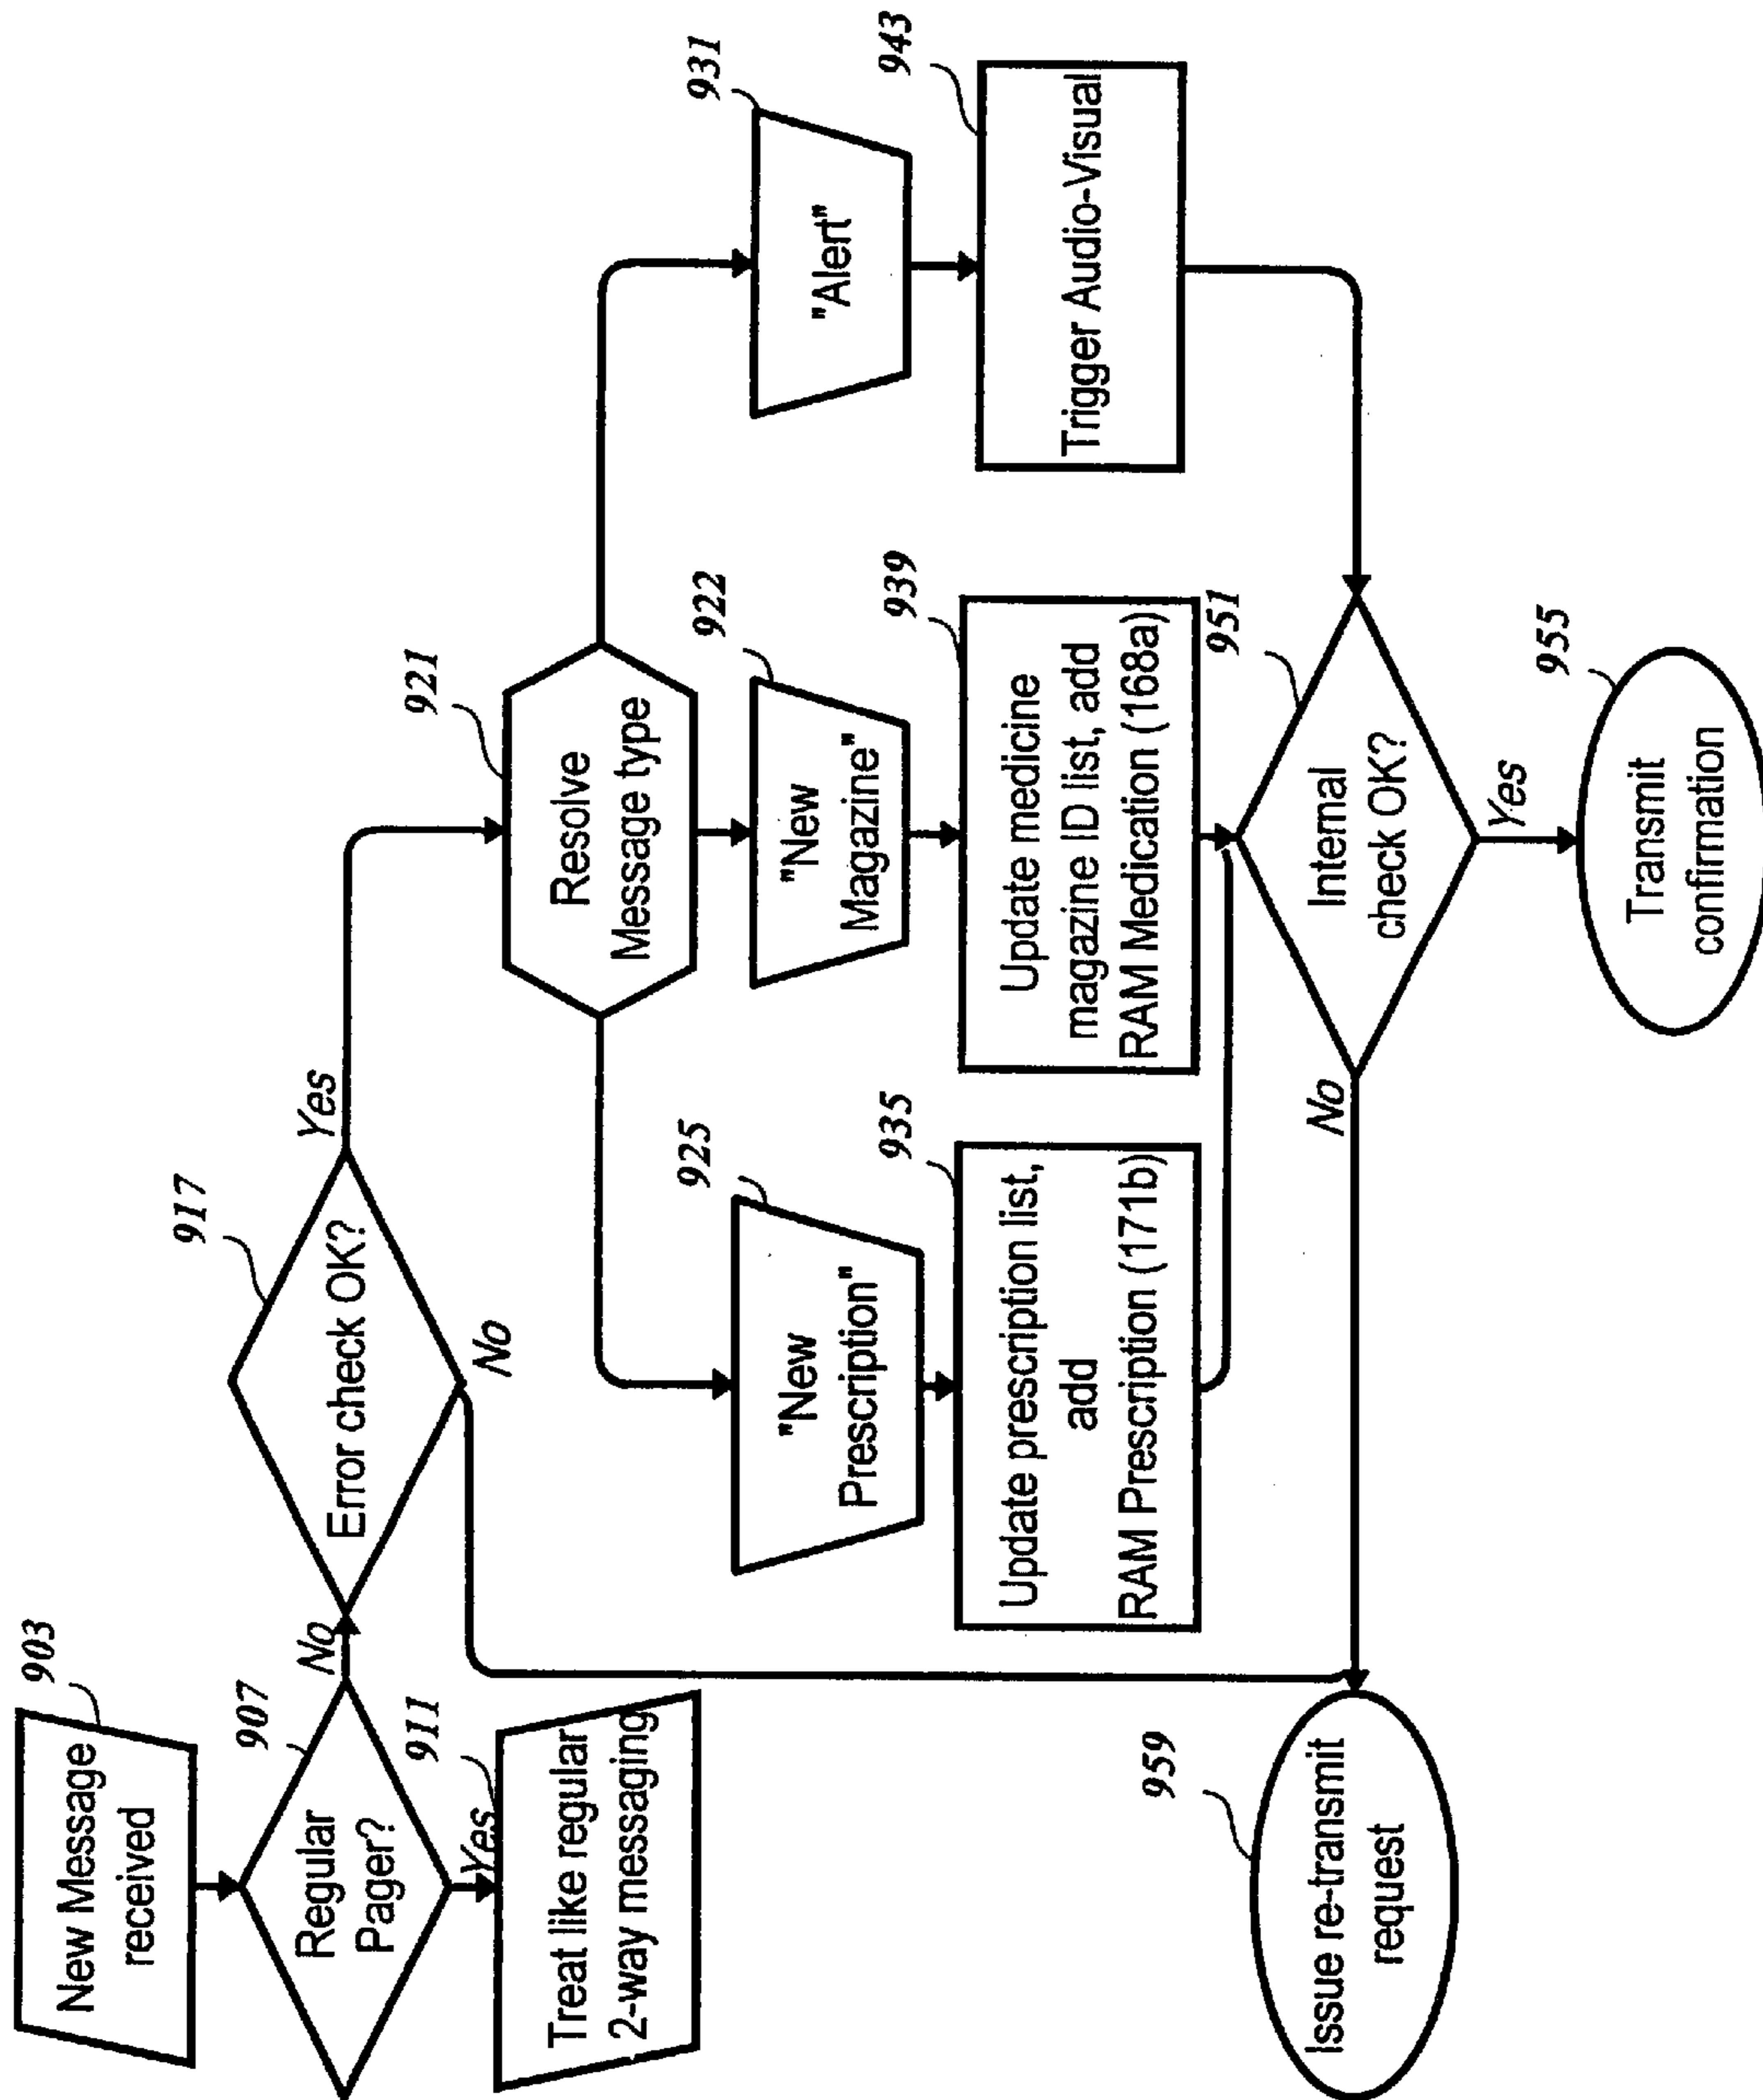 903
New Message
received
907
Regular
Pager?
No
Yes
911
Treat like regular
2-way messaging
917
Error check OK?
Yes
No
921
Resolve
Message type
925
"New
Prescription"
922
"New
Magazine"
931
"Alert"
935
Update prescription list,
add
RAM Prescription (171b)
939
Update medicine
magazine ID list, add
RAM Medication (168a)
943
Trigger Audio-Visual
951
Internal
check OK?
No
Yes
959
Issue re-transmit
request
955
Transmit
confirmation